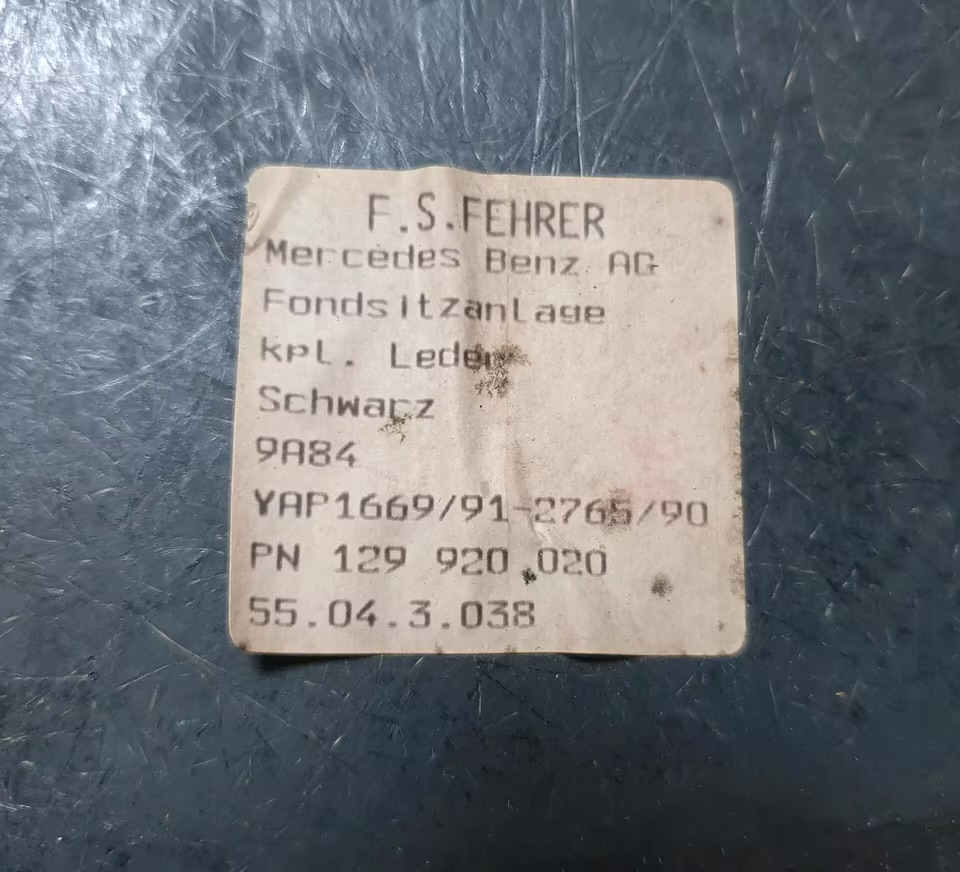 F.S.FEHRER
Mercedes Benz AG
Fondsitzanlage
kpl. Leder
Schwarz
9A84
YAP1669/91-2765/90
PN 129 920 020
55.04.3.038